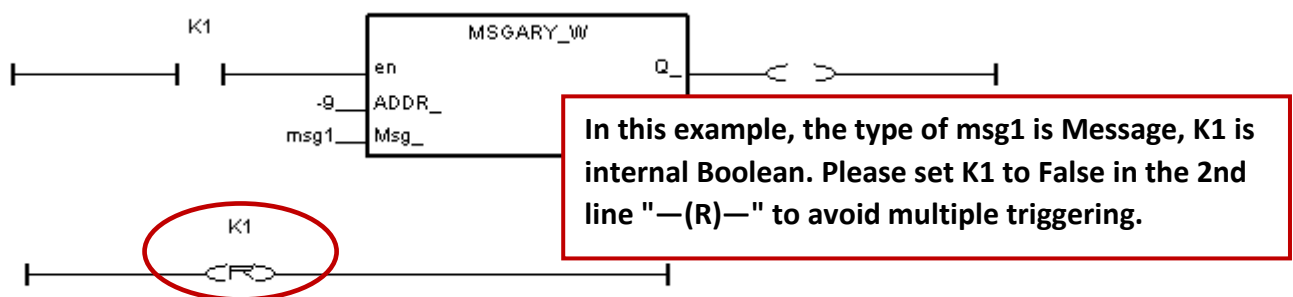 K1
MSGARY_W
en Q_
-9 ADDR_
msg1 Msg_
In this example, the type of msg1 is Message, K1 is
internal Boolean. Please set K1 to False in the 2nd
line "—(R)—" to avoid multiple triggering.
K1
R